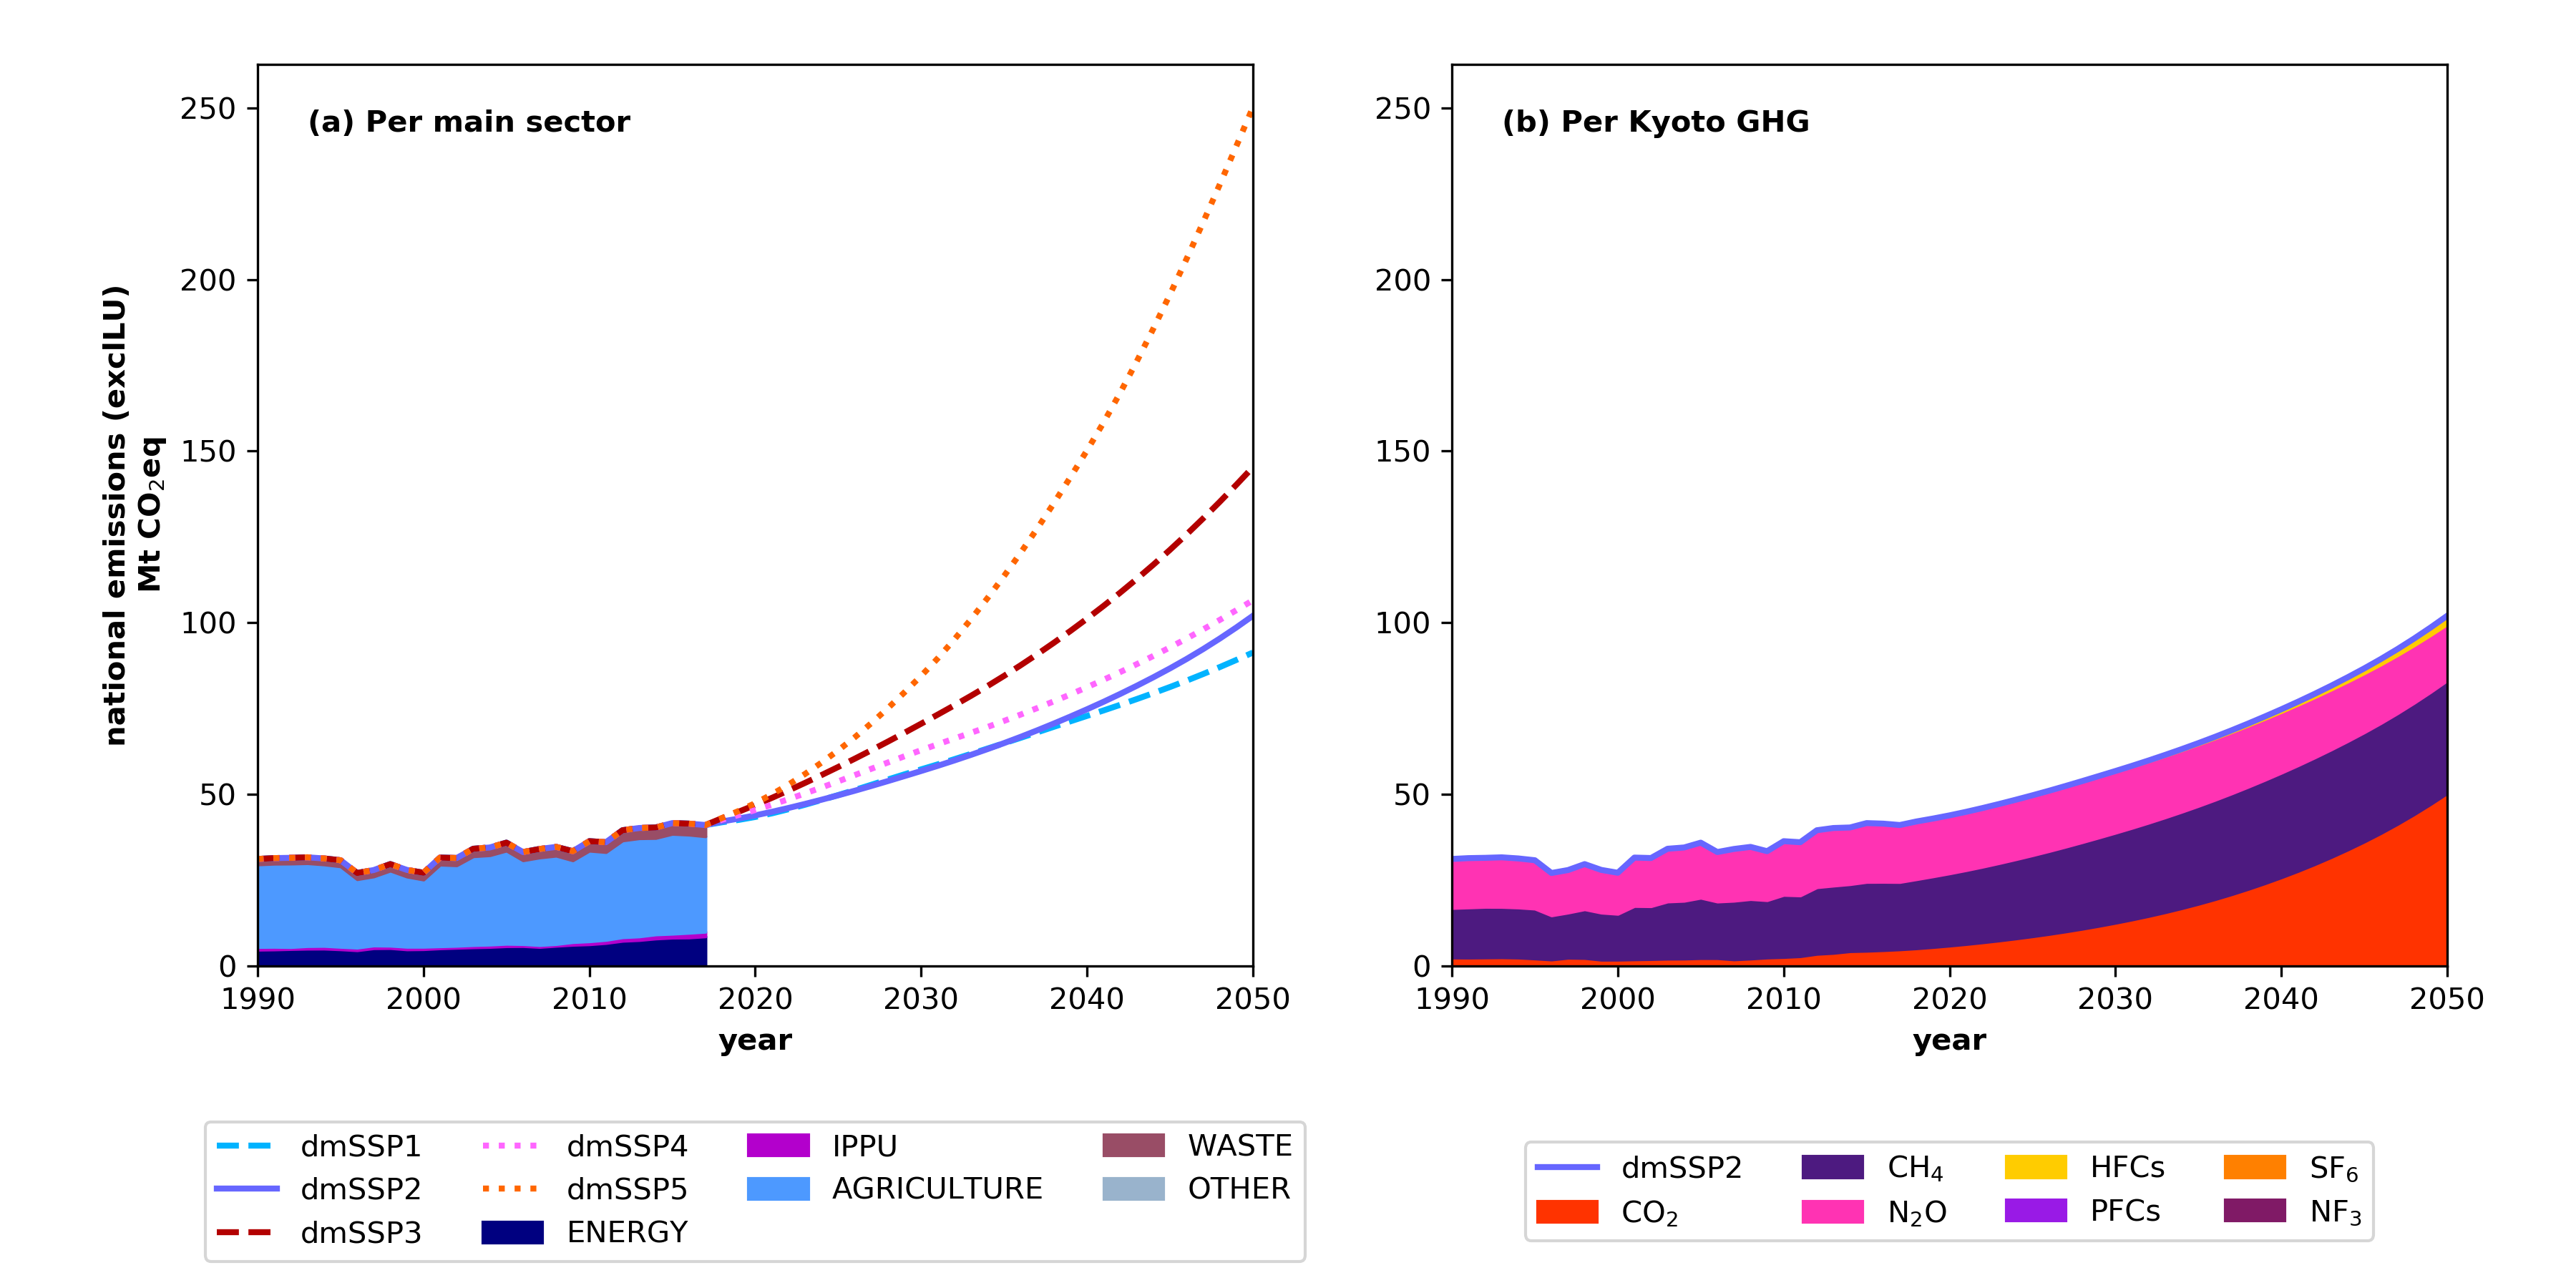 (a) Per main sector
national emissions (exclLU)
Mt CO₂eq
250
200
150
100
50
0
1990 2000 2010 2020 2030 2040 2050
year
dmSSP1 dmSSP4 IPPU WASTE
dmSSP2 dmSSP5 AGRICULTURE OTHER
dmSSP3 ENERGY
(b) Per Kyoto GHG
250
200
150
100
50
0
1990 2000 2010 2020 2030 2040 2050
year
dmSSP2 CH₄ HFCs SF₆
CO₂ N₂O PFCs NF₃